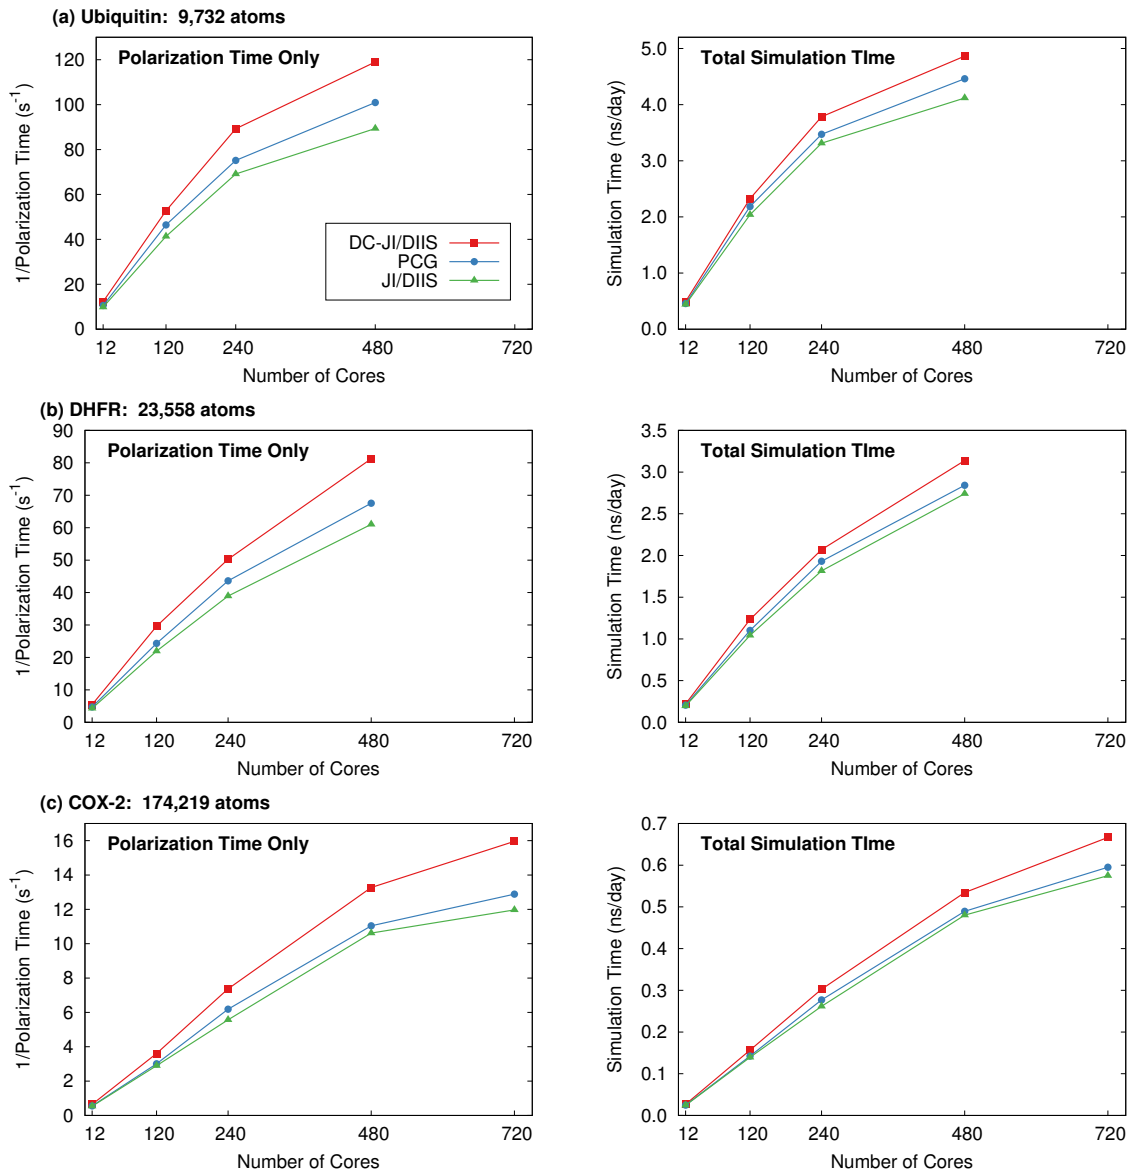 (a) Ubiquitin: 9,732 atoms
Polarization Time Only
1/Polarization Time (s⁻¹)
120
100
80
60
40
20
0
DC-JI/DIIS
PCG
JI/DIIS
12 120 240 480 720
Number of Cores
Total Simulation TIme
Simulation Time (ns/day)
5.0
4.0
3.0
2.0
1.0
0.0
12 120 240 480 720
Number of Cores
(b) DHFR: 23,558 atoms
Polarization Time Only
1/Polarization Time (s⁻¹)
90
80
70
60
50
40
30
20
10
0
12 120 240 480 720
Number of Cores
Total Simulation TIme
Simulation Time (ns/day)
3.5
3.0
2.5
2.0
1.5
1.0
0.5
0.0
12 120 240 480 720
Number of Cores
(c) COX-2: 174,219 atoms
Polarization Time Only
1/Polarization Time (s⁻¹)
16
14
12
10
8
6
4
2
0
12 120 240 480 720
Number of Cores
Total Simulation TIme
Simulation Time (ns/day)
0.7
0.6
0.5
0.4
0.3
0.2
0.1
0.0
12 120 240 480 720
Number of Cores